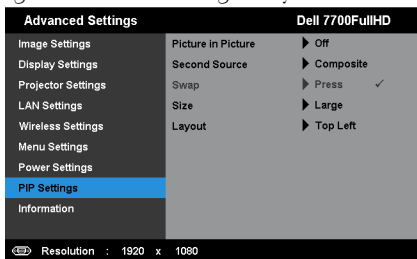 Advanced Settings Dell 7700FullHD
Image Settings Picture in Picture Off
Display Settings Second Source Composite
Projector Settings Swap Press ✓
LAN Settings Size Large
Wireless Settings Layout Top Left
Menu Settings
Power Settings
PIP Settings
Information
Resolution : 1920 x 1080